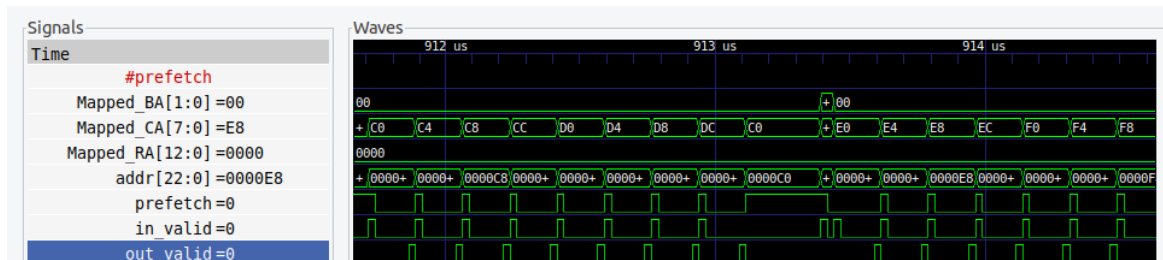 Signals
Waves
Time
912 us 913 us 914 us
#prefetch
Mapped_BA[1:0]=00
00 + 00
Mapped_CA[7:0]=E8
+ C0 C4 C8 CC D0 D4 D8 DC C0 + E0 E4 E8 EC F0 F4 F8
Mapped_RA[12:0]=0000
0000
addr[22:0]=0000E8
+ 0000+ 0000+ 0000C8 0000+ 0000+ 0000+ 0000+ 0000+ 0000C0 + 0000+ 0000+ 0000E8 0000+ 0000+ 0000+ 0000F
prefetch=0
in_valid=0
out_valid=0